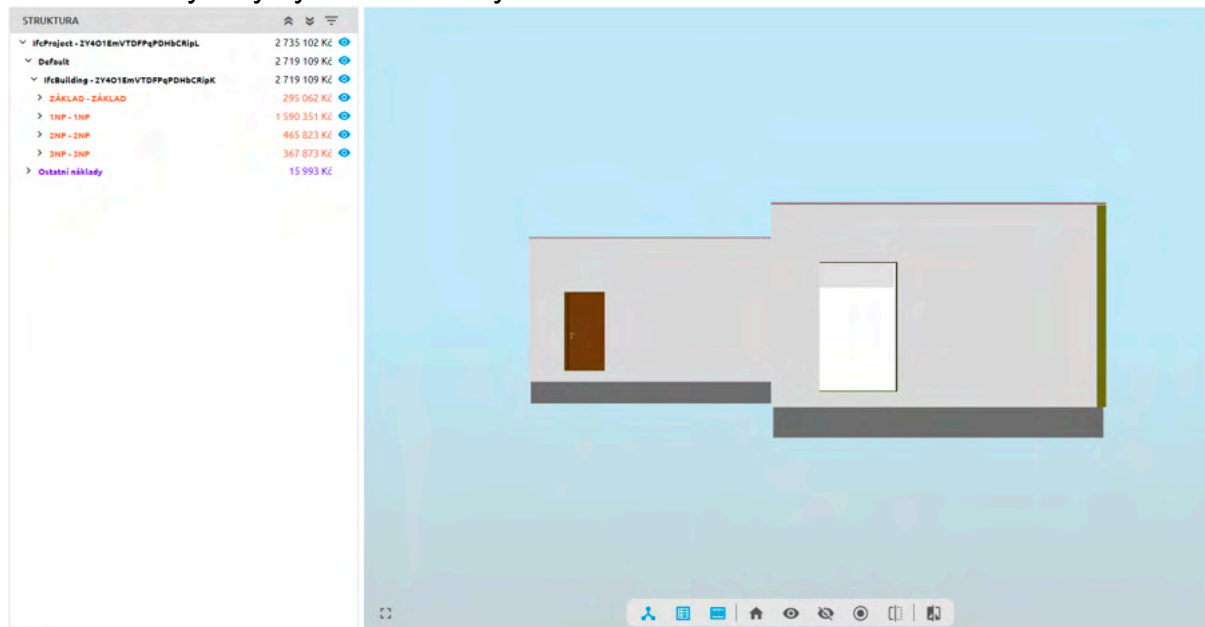 STRUKTURA
IfcProject - 2Y4O1EmVTDFPqPDHbCRipL 2 735 102 Kč
Default 2 719 109 Kč
IfcBuilding - 2Y4O1EmVTDFPqPDHbCRipK 2 719 109 Kč
ZÁKLAD - ZÁKLAD 295 062 Kč
1NP - 1NP 1 590 351 Kč
2NP - 2NP 465 823 Kč
3NP - 3NP 367 873 Kč
Ostatní náklady 15 993 Kč